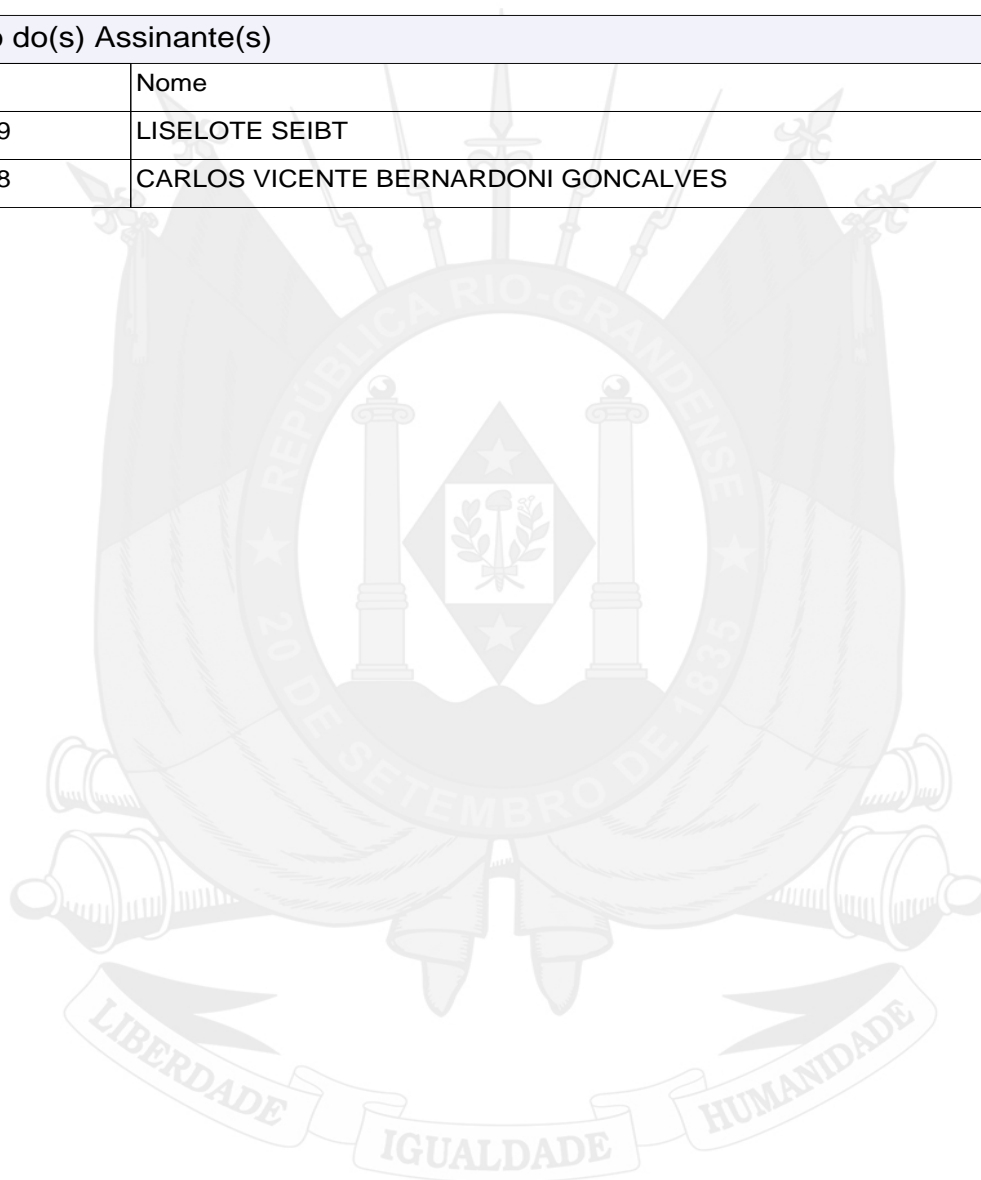 o do(s) Assinante(s)
Nome
9 LISELOTE SEIBT
8 CARLOS VICENTE BERNARDONI GONCALVES
REPÚBLICA RIO-GRANDENSE
20 DE SETEMBRO DE 1835
LIBERDADE IGUALDADE HUMANIDADE